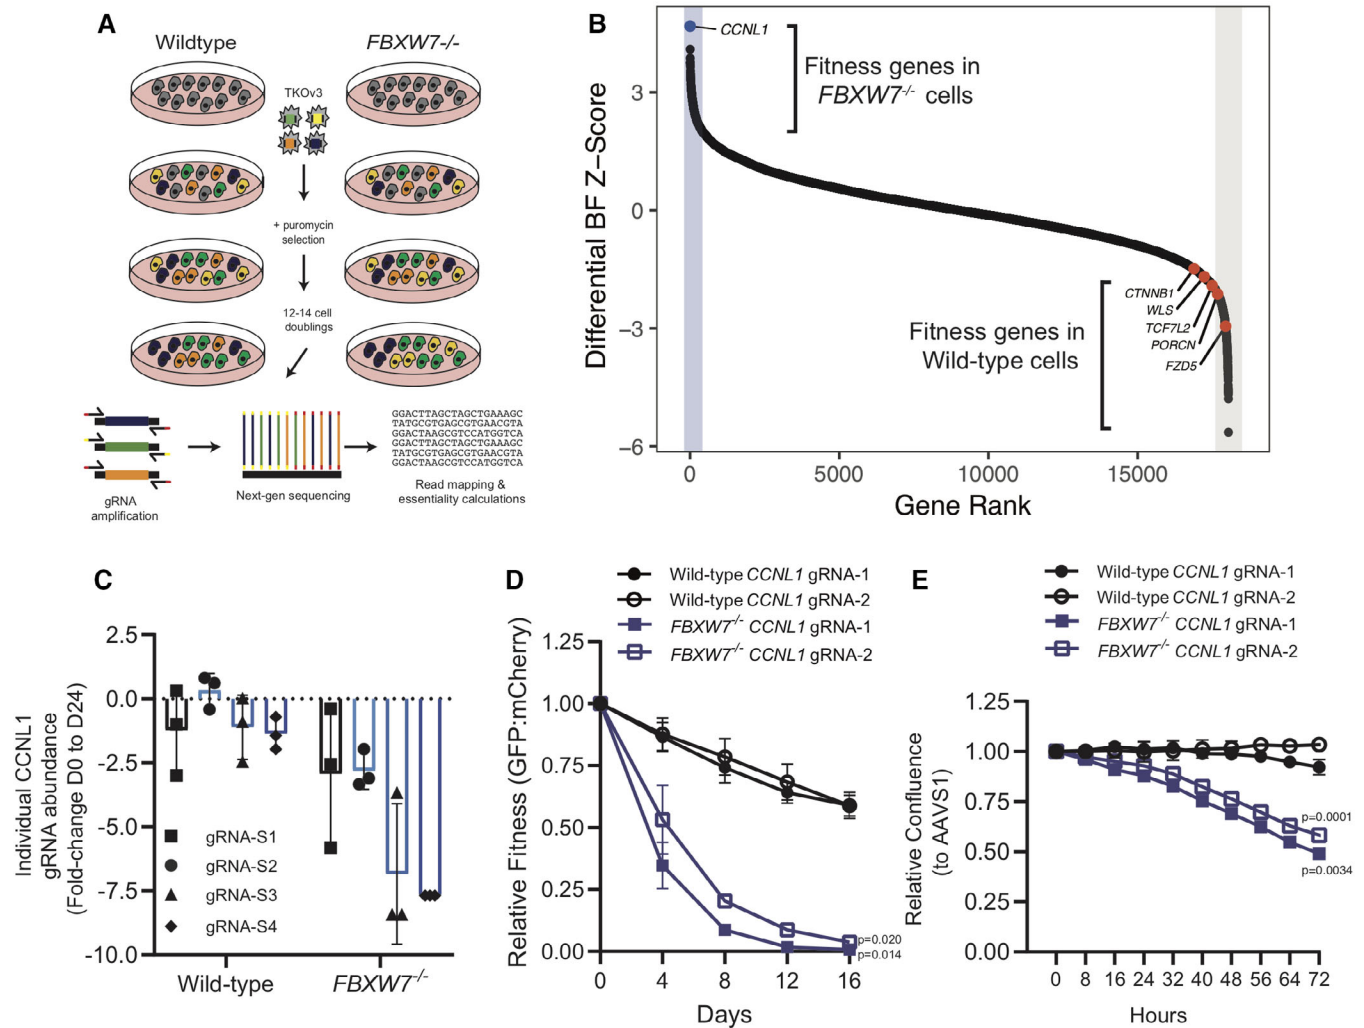 A
Wildtype
FBXW7-/-
TKOv3
+ puromycin
selection
12-14 cell
doublings
gRNA
amplification
Next-gen sequencing
GGACTTAGCTAGCTGAAAGC
TATGCGTGAGCGTGAACGTA
GGACTAAGCGTCCATGGTCA
GGACTTAGCTAGCTGAAAGC
TATGCGTGAGCGTGAACGTA
GGACTAAGCGTCCATGGTCA
Read mapping &
essentiality calculations
B
Differential BF Z-Score
3
0
−3
−6
CCNL1
Fitness genes in
FBXW7-/- cells
Fitness genes in
Wild-type cells
CTNNB1
WLS
TCF7L2
PORCN
FZD5
0 5000 10000 15000
Gene Rank
C
Individual CCNL1
gRNA abundance
(Fold-change D0 to D24)
2.5
0.0
-2.5
-5.0
-7.5
-10.0
gRNA-S1
gRNA-S2
gRNA-S3
gRNA-S4
Wild-type FBXW7-/-
D
Wild-type CCNL1 gRNA-1
Wild-type CCNL1 gRNA-2
FBXW7-/- CCNL1 gRNA-1
FBXW7-/- CCNL1 gRNA-2
Relative Fitness (GFP:mCherry)
1.25
1.00
0.75
0.50
0.25
0.00
p=0.020
p=0.014
0 4 8 12 16
Days
E
Wild-type CCNL1 gRNA-1
Wild-type CCNL1 gRNA-2
FBXW7-/- CCNL1 gRNA-1
FBXW7-/- CCNL1 gRNA-2
Relative Confluence
(to AAVS1)
1.25
1.00
0.75
0.50
0.25
0.00
p=0.0001
p=0.0034
0 8 16 24 32 40 48 56 64 72
Hours